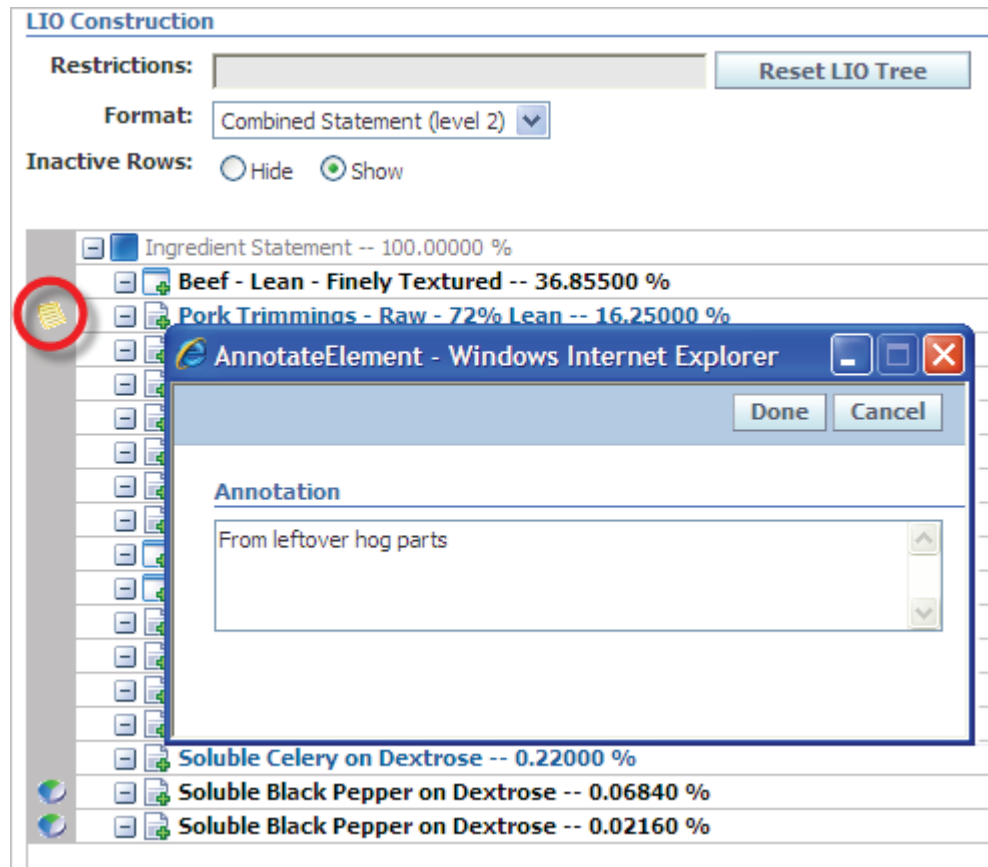 LIO Construction
Restrictions:
Reset LIO Tree
Format: Combined Statement (level 2)
Inactive Rows: Hide Show
Ingredient Statement -- 100.00000 %
Beef - Lean - Finely Textured -- 36.85500 %
Pork Trimmings - Raw - 72% Lean -- 16.25000 %
AnnotateElement - Windows Internet Explorer
Done Cancel
Annotation
From leftover hog parts
Soluble Celery on Dextrose -- 0.22000 %
Soluble Black Pepper on Dextrose -- 0.06840 %
Soluble Black Pepper on Dextrose -- 0.02160 %